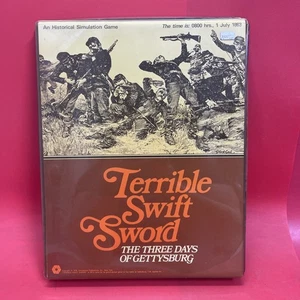 An Historical Simulation Game
The time is: 0800 hrs., 1 July 1863
Terrible
Swift
Sword
THE THREE DAYS
OF GETTYSBURG